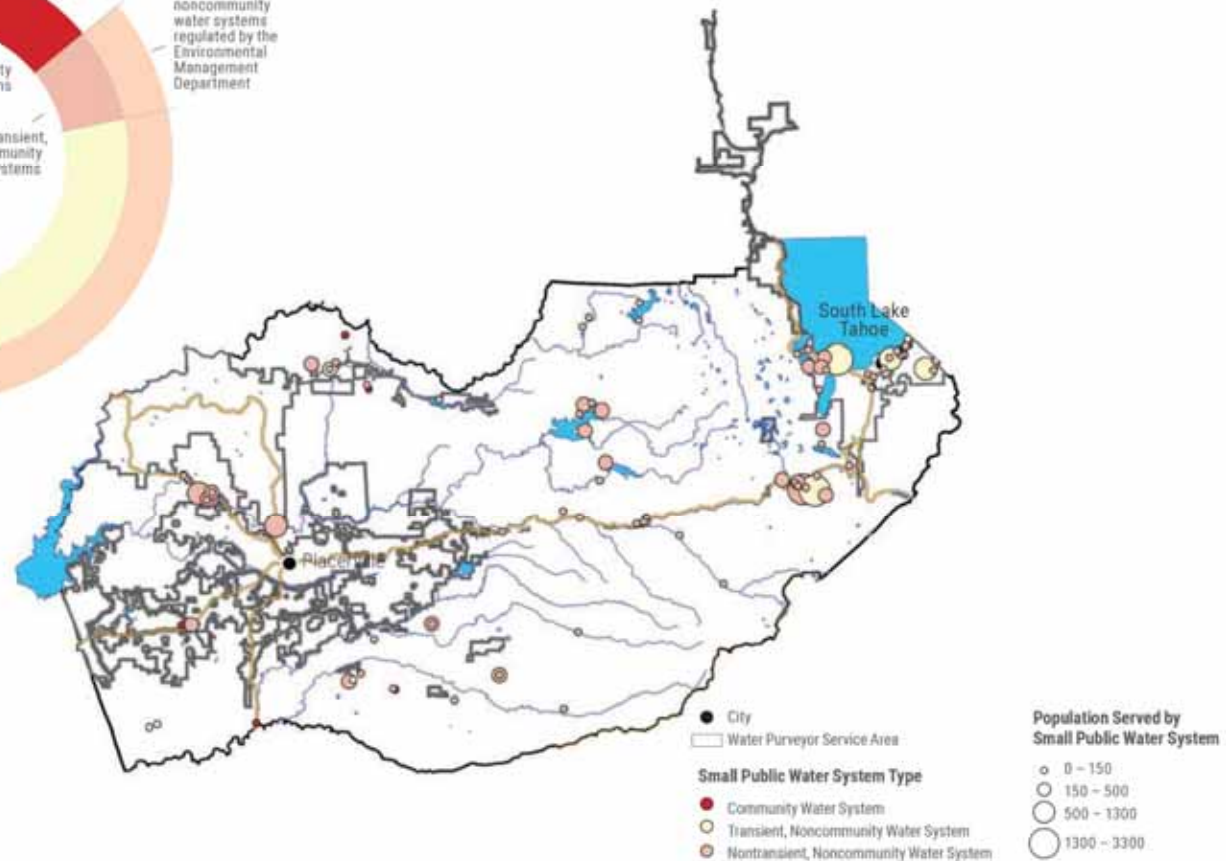 noncommunity
water systems
regulated by the
Environmental
Management
Department
South Lake
Tahoe
Placerville
City
Water Purveyor Service Area
Small Public Water System Type
Community Water System
Transient, Noncommunity Water System
Nontransient, Noncommunity Water System
Population Served by
Small Public Water System
0 – 150
150 – 500
500 – 1300
1300 – 3300